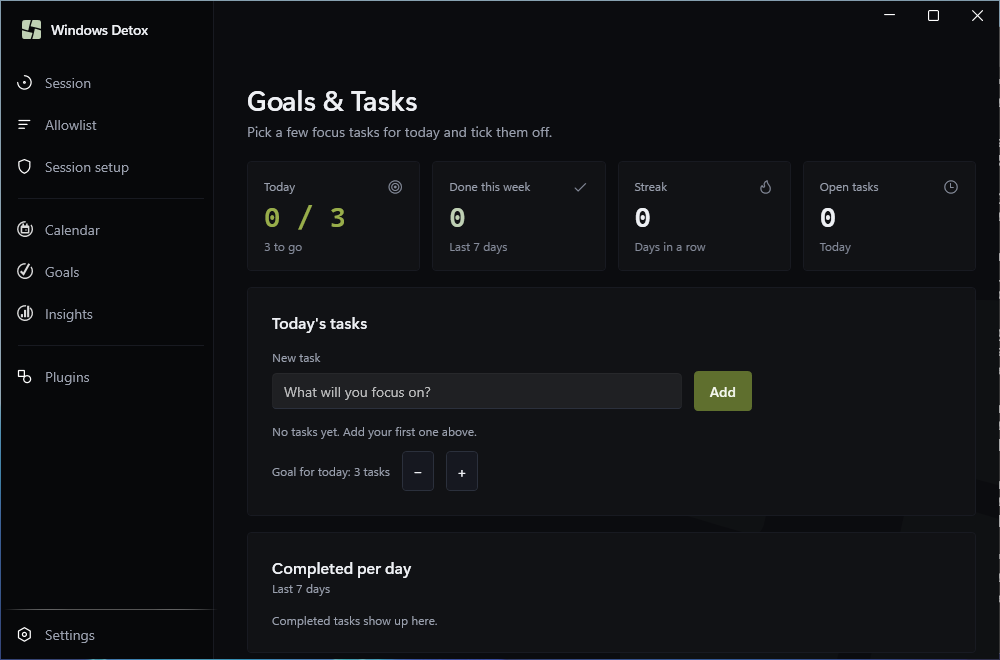 Windows Detox
Session
Allowlist
Session setup
Calendar
Goals
Insights
Plugins
Settings
Goals & Tasks
Pick a few focus tasks for today and tick them off.
Today
0 / 3
3 to go
Done this week
0
Last 7 days
Streak
0
Days in a row
Open tasks
0
Today
Today's tasks
New task
What will you focus on?
Add
No tasks yet. Add your first one above.
Goal for today: 3 tasks
−
+
Completed per day
Last 7 days
Completed tasks show up here.